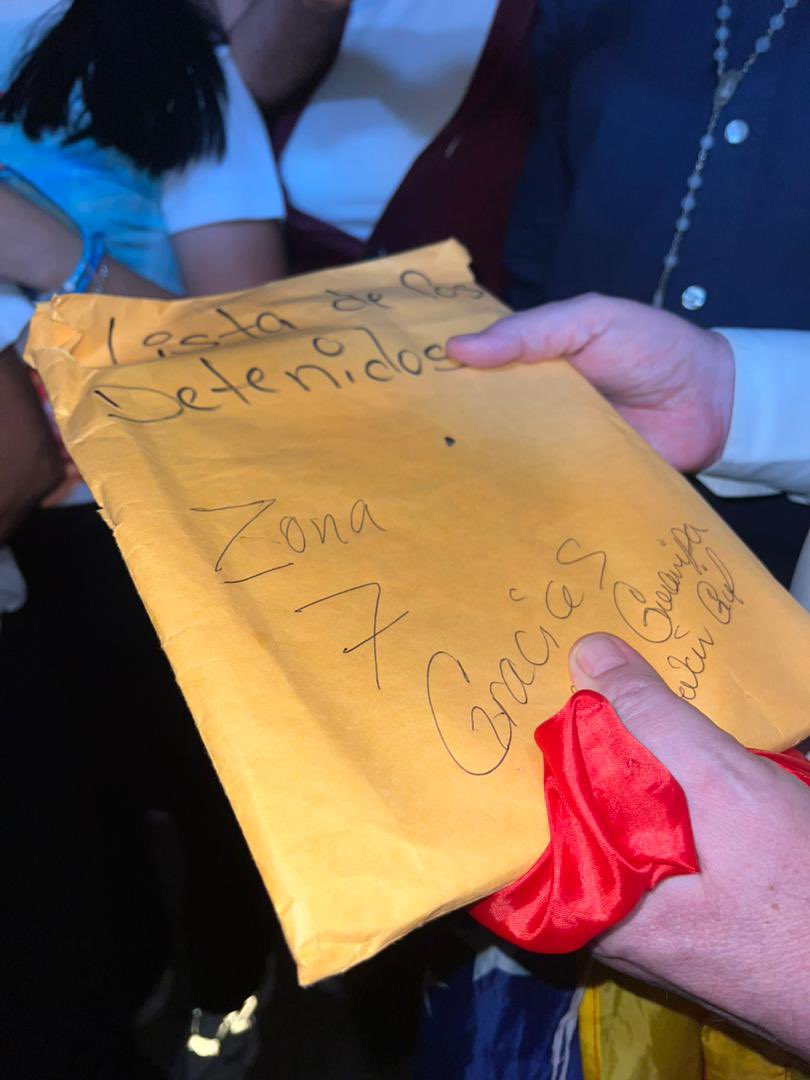 Lista de los
Detenidos
Zona
7
Gracias